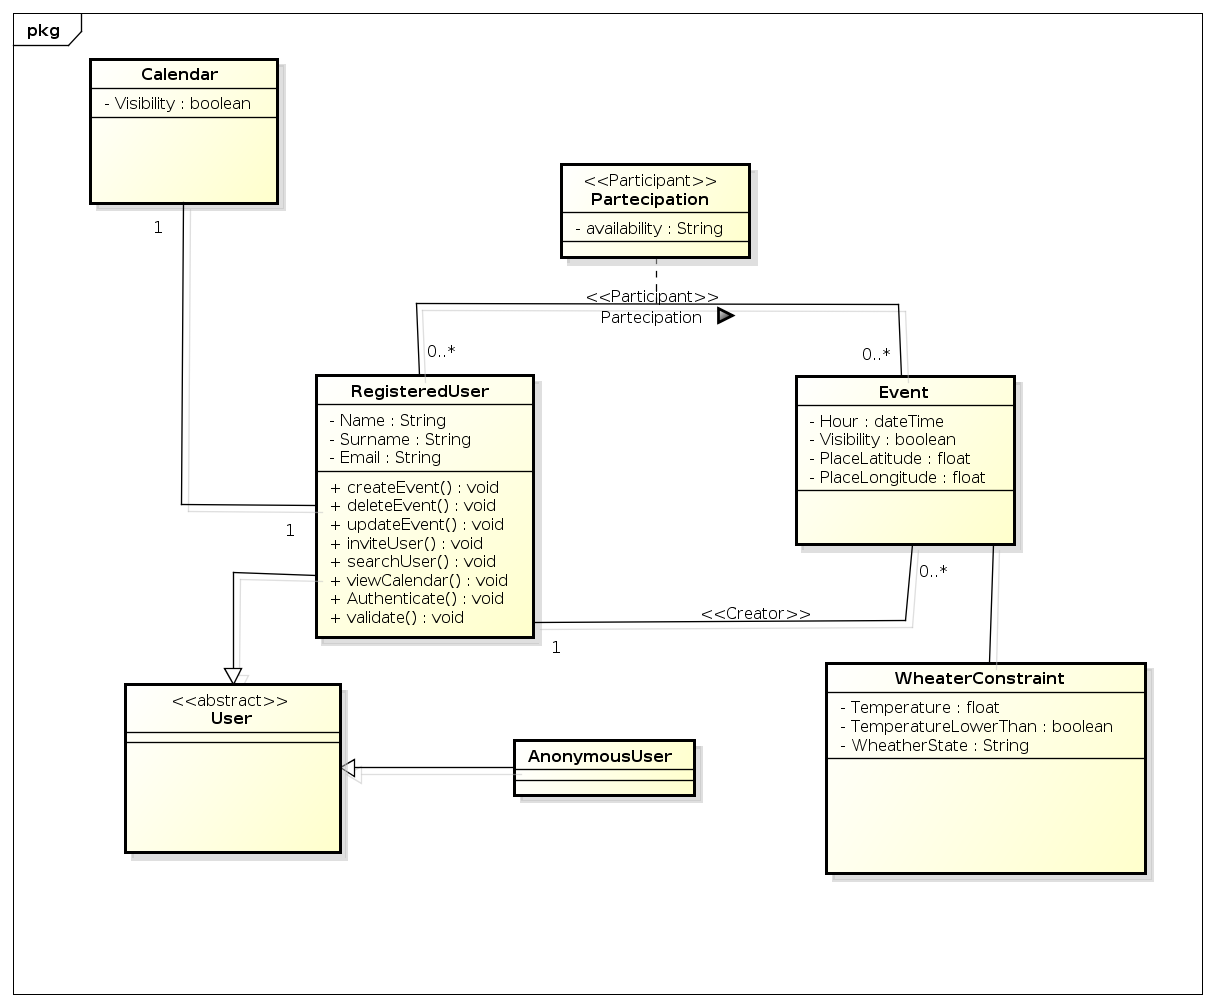 pkg
Calendar
- Visibility : boolean
1
<<Participant>>
Partecipation
- availability : String
<<Participant>>
Partecipation
0..*
0..*
RegisteredUser
- Name : String
- Surname : String
- Email : String
+ createEvent() : void
+ deleteEvent() : void
+ updateEvent() : void
+ inviteUser() : void
+ searchUser() : void
+ viewCalendar() : void
+ Authenticate() : void
+ validate() : void
Event
- Hour : dateTime
- Visibility : boolean
- PlaceLatitude : float
- PlaceLongitude : float
1
0..*
<<Creator>>
1
<<abstract>>
User
AnonymousUser
WheaterConstraint
- Temperature : float
- TemperatureLowerThan : boolean
- WheatherState : String